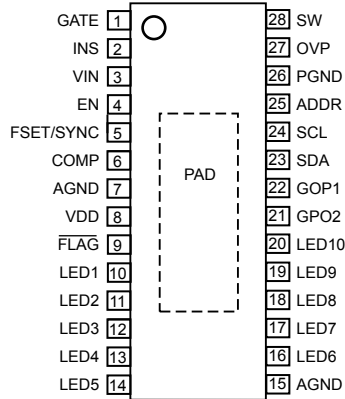 GATE 1 28 SW
INS 2 27 OVP
VIN 3 26 PGND
EN 4 25 ADDR
FSET/SYNC 5 24 SCL
COMP 6 23 SDA
AGND 7 PAD 22 GOP1
VDD 8 21 GPO2
FLAG 9 20 LED10
LED1 10 19 LED9
LED2 11 18 LED8
LED3 12 17 LED7
LED4 13 16 LED6
LED5 14 15 AGND